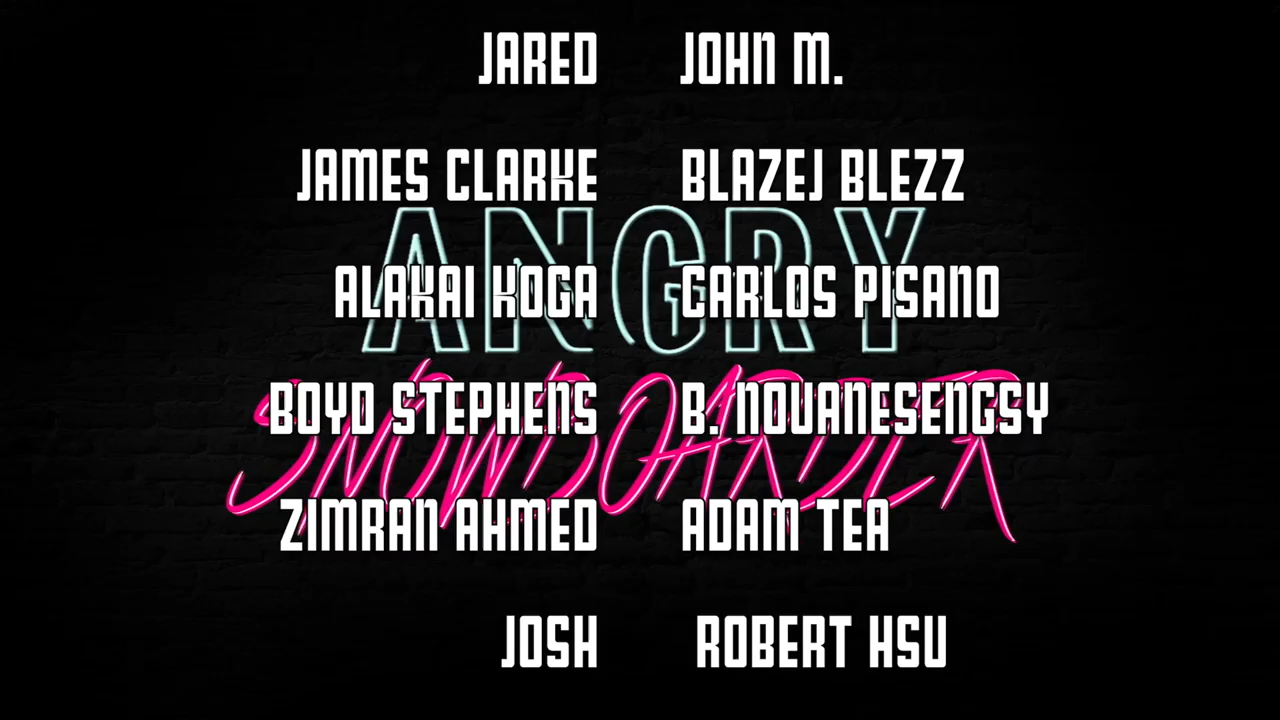 JARED JOHN M.
JAMES CLARKE BLAZEJ BLEZZ
ANGRY
ALAKAI KOGA CARLOS PISANO
SNOWBOARDER
BOYD STEPHENS B. NOUANESENGSY
ZIMRAN AHMED ADAM TEA
JOSH ROBERT HSU